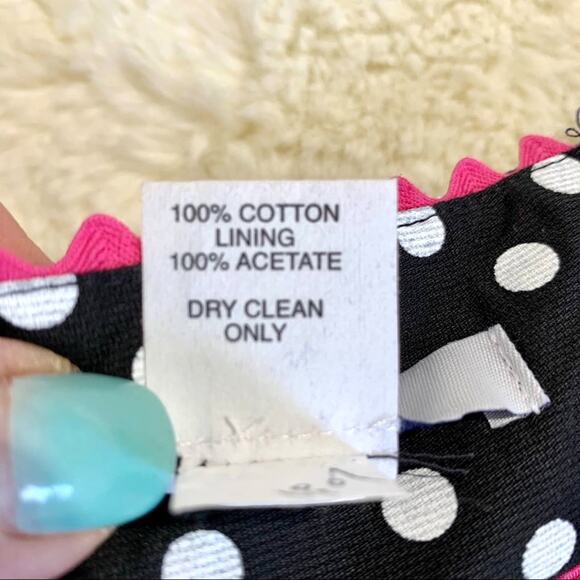 100% COTTON
LINING
100% ACETATE
DRY CLEAN
ONLY